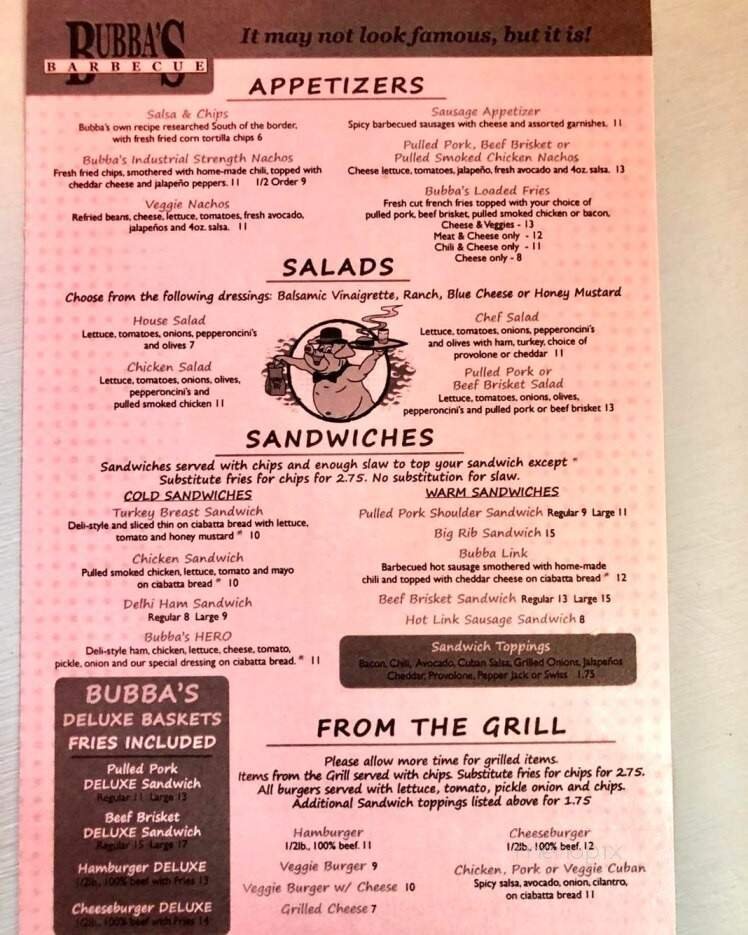 BUBBA'S
BARBECUE
It may not look famous, but it is!
APPETIZERS
Salsa & Chips
Bubba's own recipe researched South of the border,
with fresh fried corn tortilla chips 6
Bubba's Industrial Strength Nachos
Fresh fried chips, smothered with home-made chili, topped with
cheddar cheese and jalapeño peppers. 11 1/2 Order 9
Veggie Nachos
Refried beans, cheese, lettuce, tomatoes, fresh avocado,
jalapeños and 4oz. salsa. 11
Sausage Appetizer
Spicy barbecued sausages with cheese and assorted garnishes. 11
Pulled Pork, Beef Brisket or
Pulled Smoked Chicken Nachos
Cheese lettuce, tomatoes, jalapeño, fresh avocado and 4oz. salsa. 13
Bubba's Loaded Fries
Fresh cut french fries topped with your choice of
pulled pork, beef brisket, pulled smoked chicken or bacon,
Cheese & Veggies - 13
Meat & Cheese only - 12
Chili & Cheese only - 11
Cheese only - 8
SALADS
Choose from the following dressings: Balsamic Vinaigrette, Ranch, Blue Cheese or Honey Mustard
House Salad
Lettuce, tomatoes, onions, pepperoncini's
and olives 7
Chicken Salad
Lettuce, tomatoes, onions, olives,
pepperoncini's and
pulled smoked chicken 11
Chef Salad
Lettuce, tomatoes, onions, pepperoncini's
and olives with ham, turkey, choice of
provolone or cheddar 11
Pulled Pork or
Beef Brisket Salad
Lettuce, tomatoes, onions, olives,
pepperoncini's and pulled pork or beef brisket 13
SANDWICHES
Sandwiches served with chips and enough slaw to top your sandwich except *
Substitute fries for chips for 2.75. No substitution for slaw.
COLD SANDWICHES
Turkey Breast Sandwich
Deli-style and sliced thin on ciabatta bread with lettuce,
tomato and honey mustard * 10
Chicken Sandwich
Pulled smoked chicken, lettuce, tomato and mayo
on ciabatta bread * 10
Delhi Ham Sandwich
Regular 8 Large 9
Bubba's HERO
Deli-style ham, chicken, lettuce, cheese, tomato,
pickle, onion and our special dressing on ciabatta bread. * 11
WARM SANDWICHES
Pulled Pork Shoulder Sandwich Regular 9 Large 11
Big Rib Sandwich 15
Bubba Link
Barbecued hot sausage smothered with home-made
chili and topped with cheddar cheese on ciabatta bread * 12
Beef Brisket Sandwich Regular 13 Large 15
Hot Link Sausage Sandwich 8
Sandwich Toppings
Bacon, Chili, Avocado, Cuban Salsa, Grilled Onions, Jalapeños
Cheddar, Provolone, Pepper Jack or Swiss 1.75
BUBBA'S
DELUXE BASKETS
FRIES INCLUDED
Pulled Pork
DELUXE Sandwich
Regular 11 Large 13
Beef Brisket
DELUXE Sandwich
Regular 15 Large 17
Hamburger DELUXE
1/2lb., 100% beef with Fries 13
Cheeseburger DELUXE
1/2lb., 100% beef with Fries 14
FROM THE GRILL
Please allow more time for grilled items.
Items from the Grill served with chips. Substitute fries for chips for 2.75.
All burgers served with lettuce, tomato, pickle onion and chips.
Additional Sandwich toppings listed above for 1.75
Hamburger
1/2lb., 100% beef. 11
Veggie Burger 9
Veggie Burger w/ Cheese 10
Grilled Cheese 7
Cheeseburger
1/2lb., 100% beef. 12
Chicken, Pork or Veggie Cuban
Spicy salsa, avocado, onion, cilantro,
on ciabatta bread 11